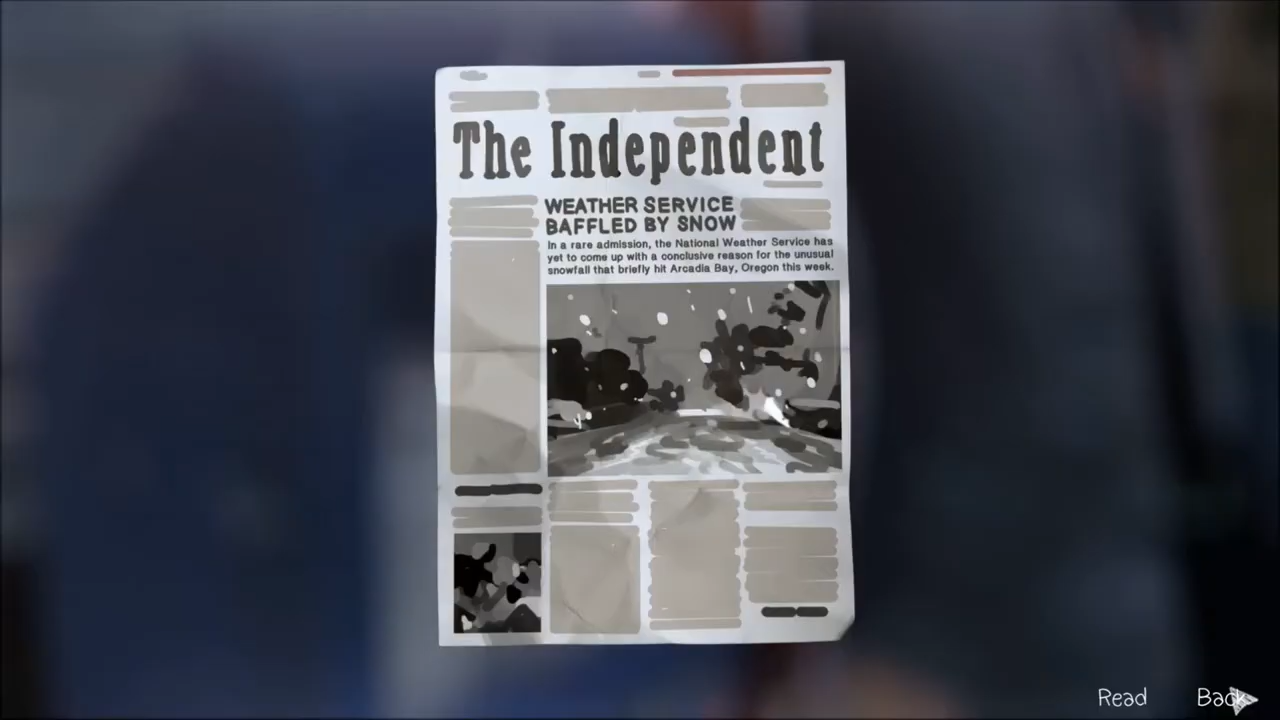 The Independent
WEATHER SERVICE
BAFFLED BY SNOW
In a rare admission, the National Weather Service has
yet to come up with a conclusive reason for the unusual
snowfall that briefly hit Arcadia Bay, Oregon this week.
Read Back